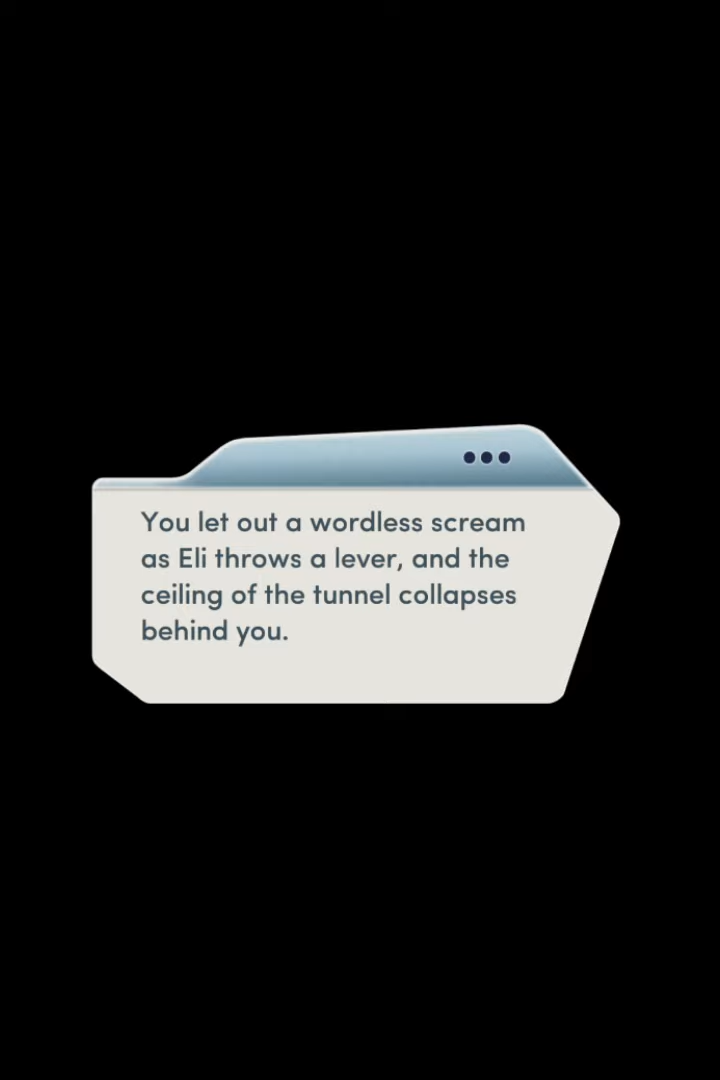 You let out a wordless scream
as Eli throws a lever, and the
ceiling of the tunnel collapses
behind you.